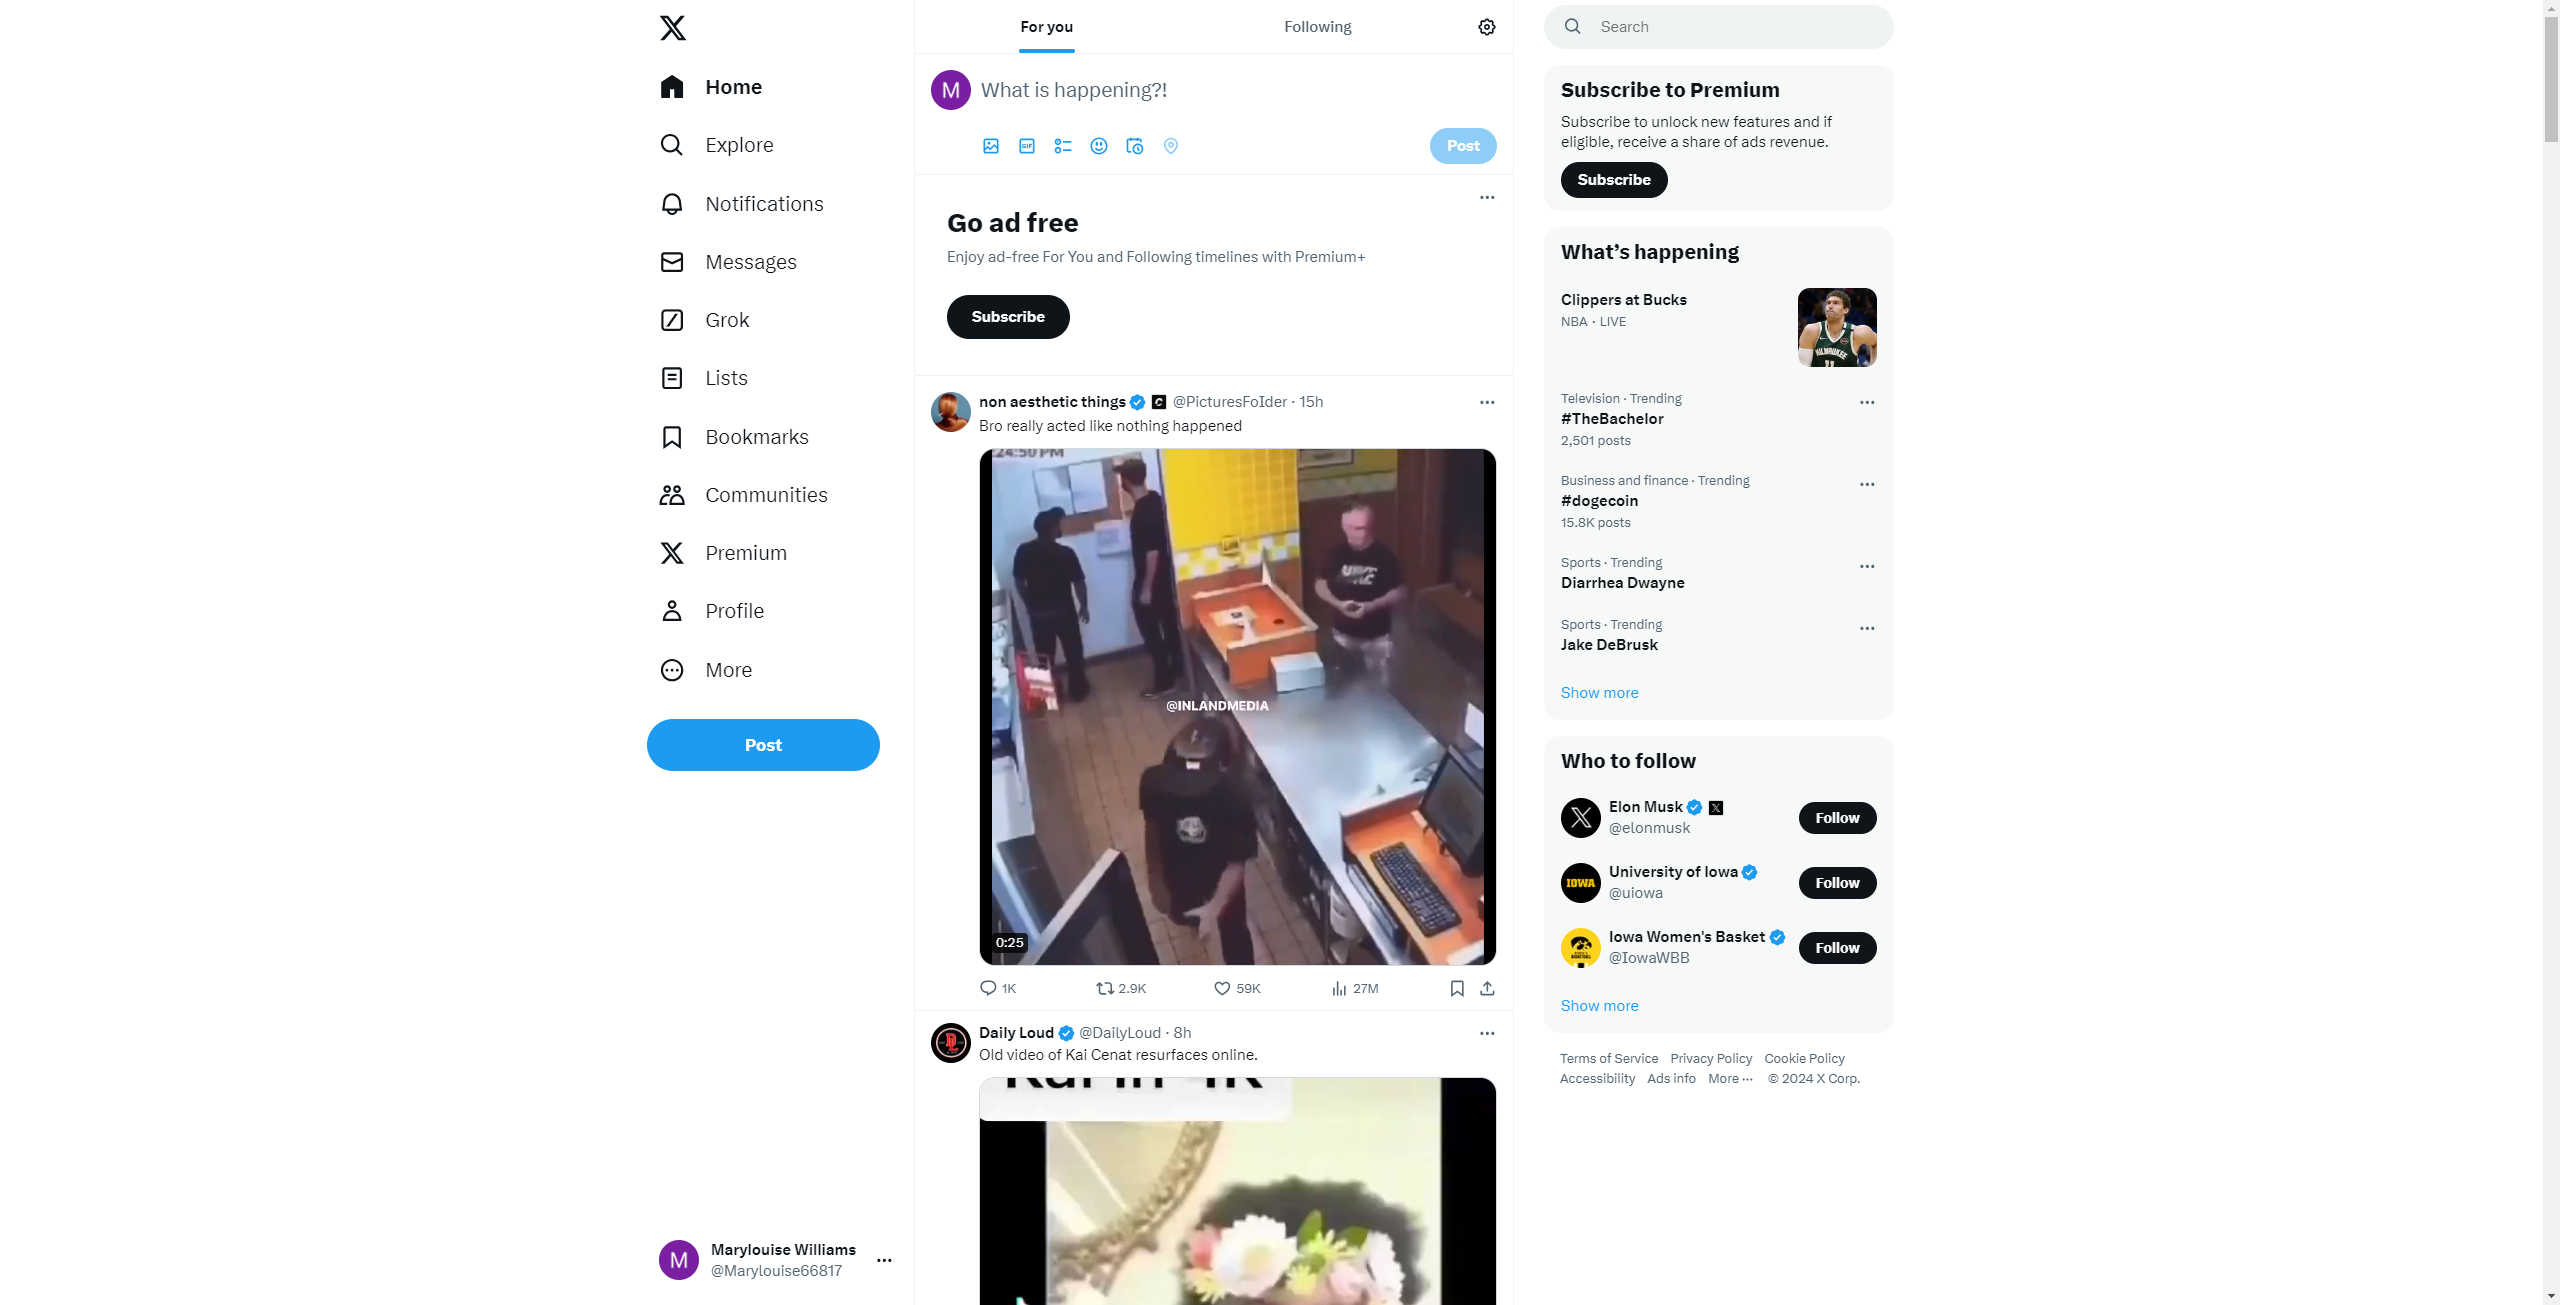 Home
Explore
Notifications
Messages
Grok
Lists
Bookmarks
Communities
Premium
Profile
More
Post
Marylouise Williams
@Marylouise66817
For you
Following
M
What is happening?!
GIF
Post
Go ad free
Enjoy ad-free For You and Following timelines with Premium+
Subscribe
non aesthetic things @PicturesFoIder · 15h
Bro really acted like nothing happened
24:50 PM
@INLANDMEDIA
0:25
1K 2.9K 59K 27M
Daily Loud @DailyLoud · 8h
Old video of Kai Cenat resurfaces online.
Kai in 4K
Search
Subscribe to Premium
Subscribe to unlock new features and if
eligible, receive a share of ads revenue.
Subscribe
What’s happening
Clippers at Bucks
NBA · LIVE
MILWAUKEE
11
Television · Trending
#TheBachelor
2,501 posts
Business and finance · Trending
#dogecoin
15.8K posts
Sports · Trending
Diarrhea Dwayne
Sports · Trending
Jake DeBrusk
Show more
Who to follow
Elon Musk
@elonmusk
Follow
IOWA
University of Iowa
@uiowa
Follow
Iowa Women's Basket
@IowaWBB
Follow
Show more
Terms of Service Privacy Policy Cookie Policy
Accessibility Ads info More ··· © 2024 X Corp.
M